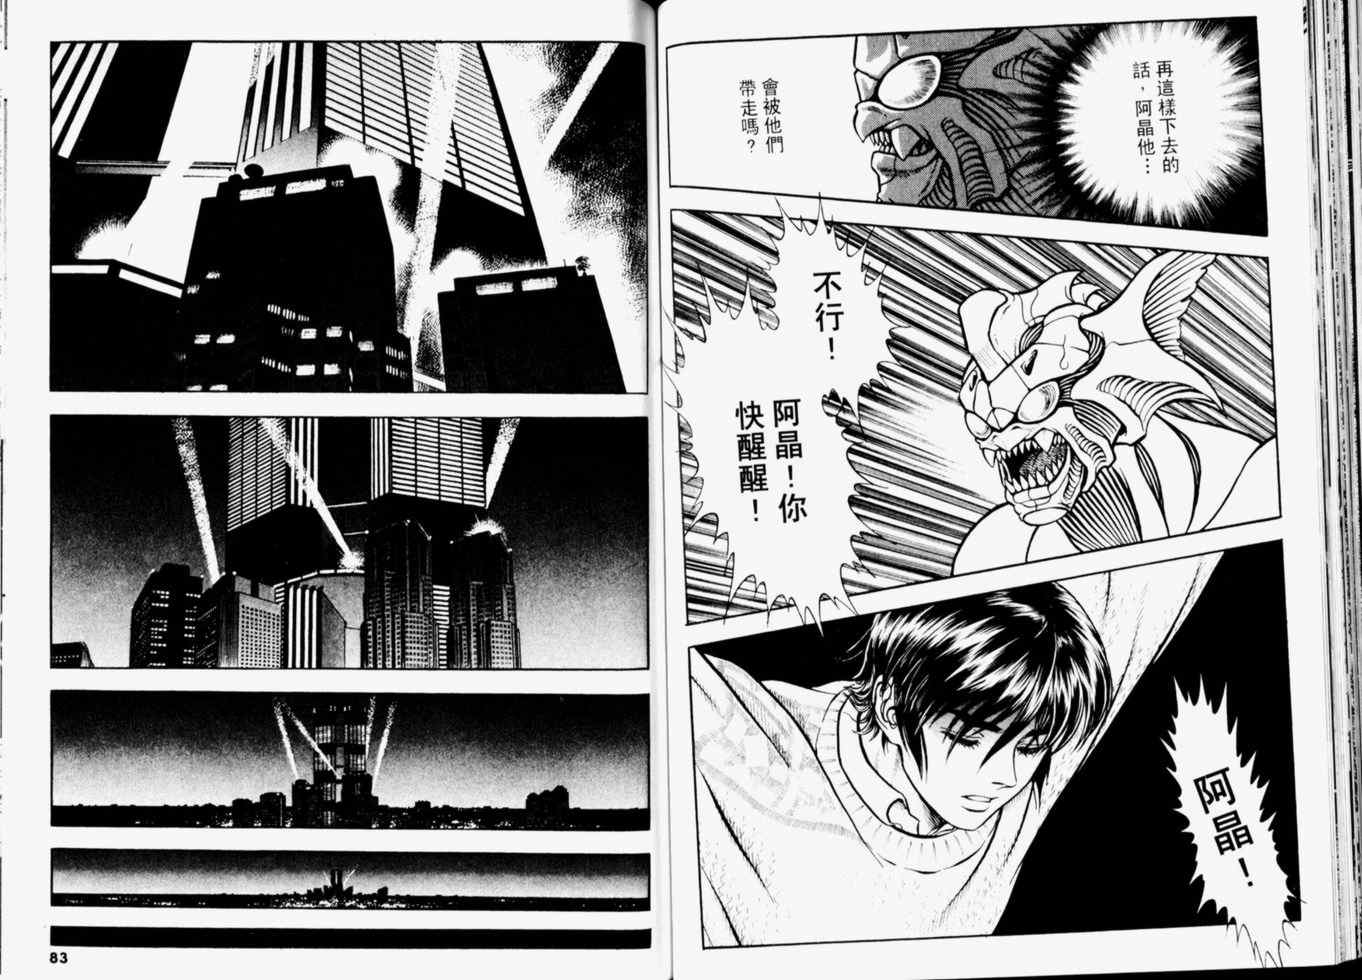 再這樣下去的
話，阿晶他…
會被他們
帶走嗎？
不行！
阿晶！你
快醒醒！
阿晶！
83